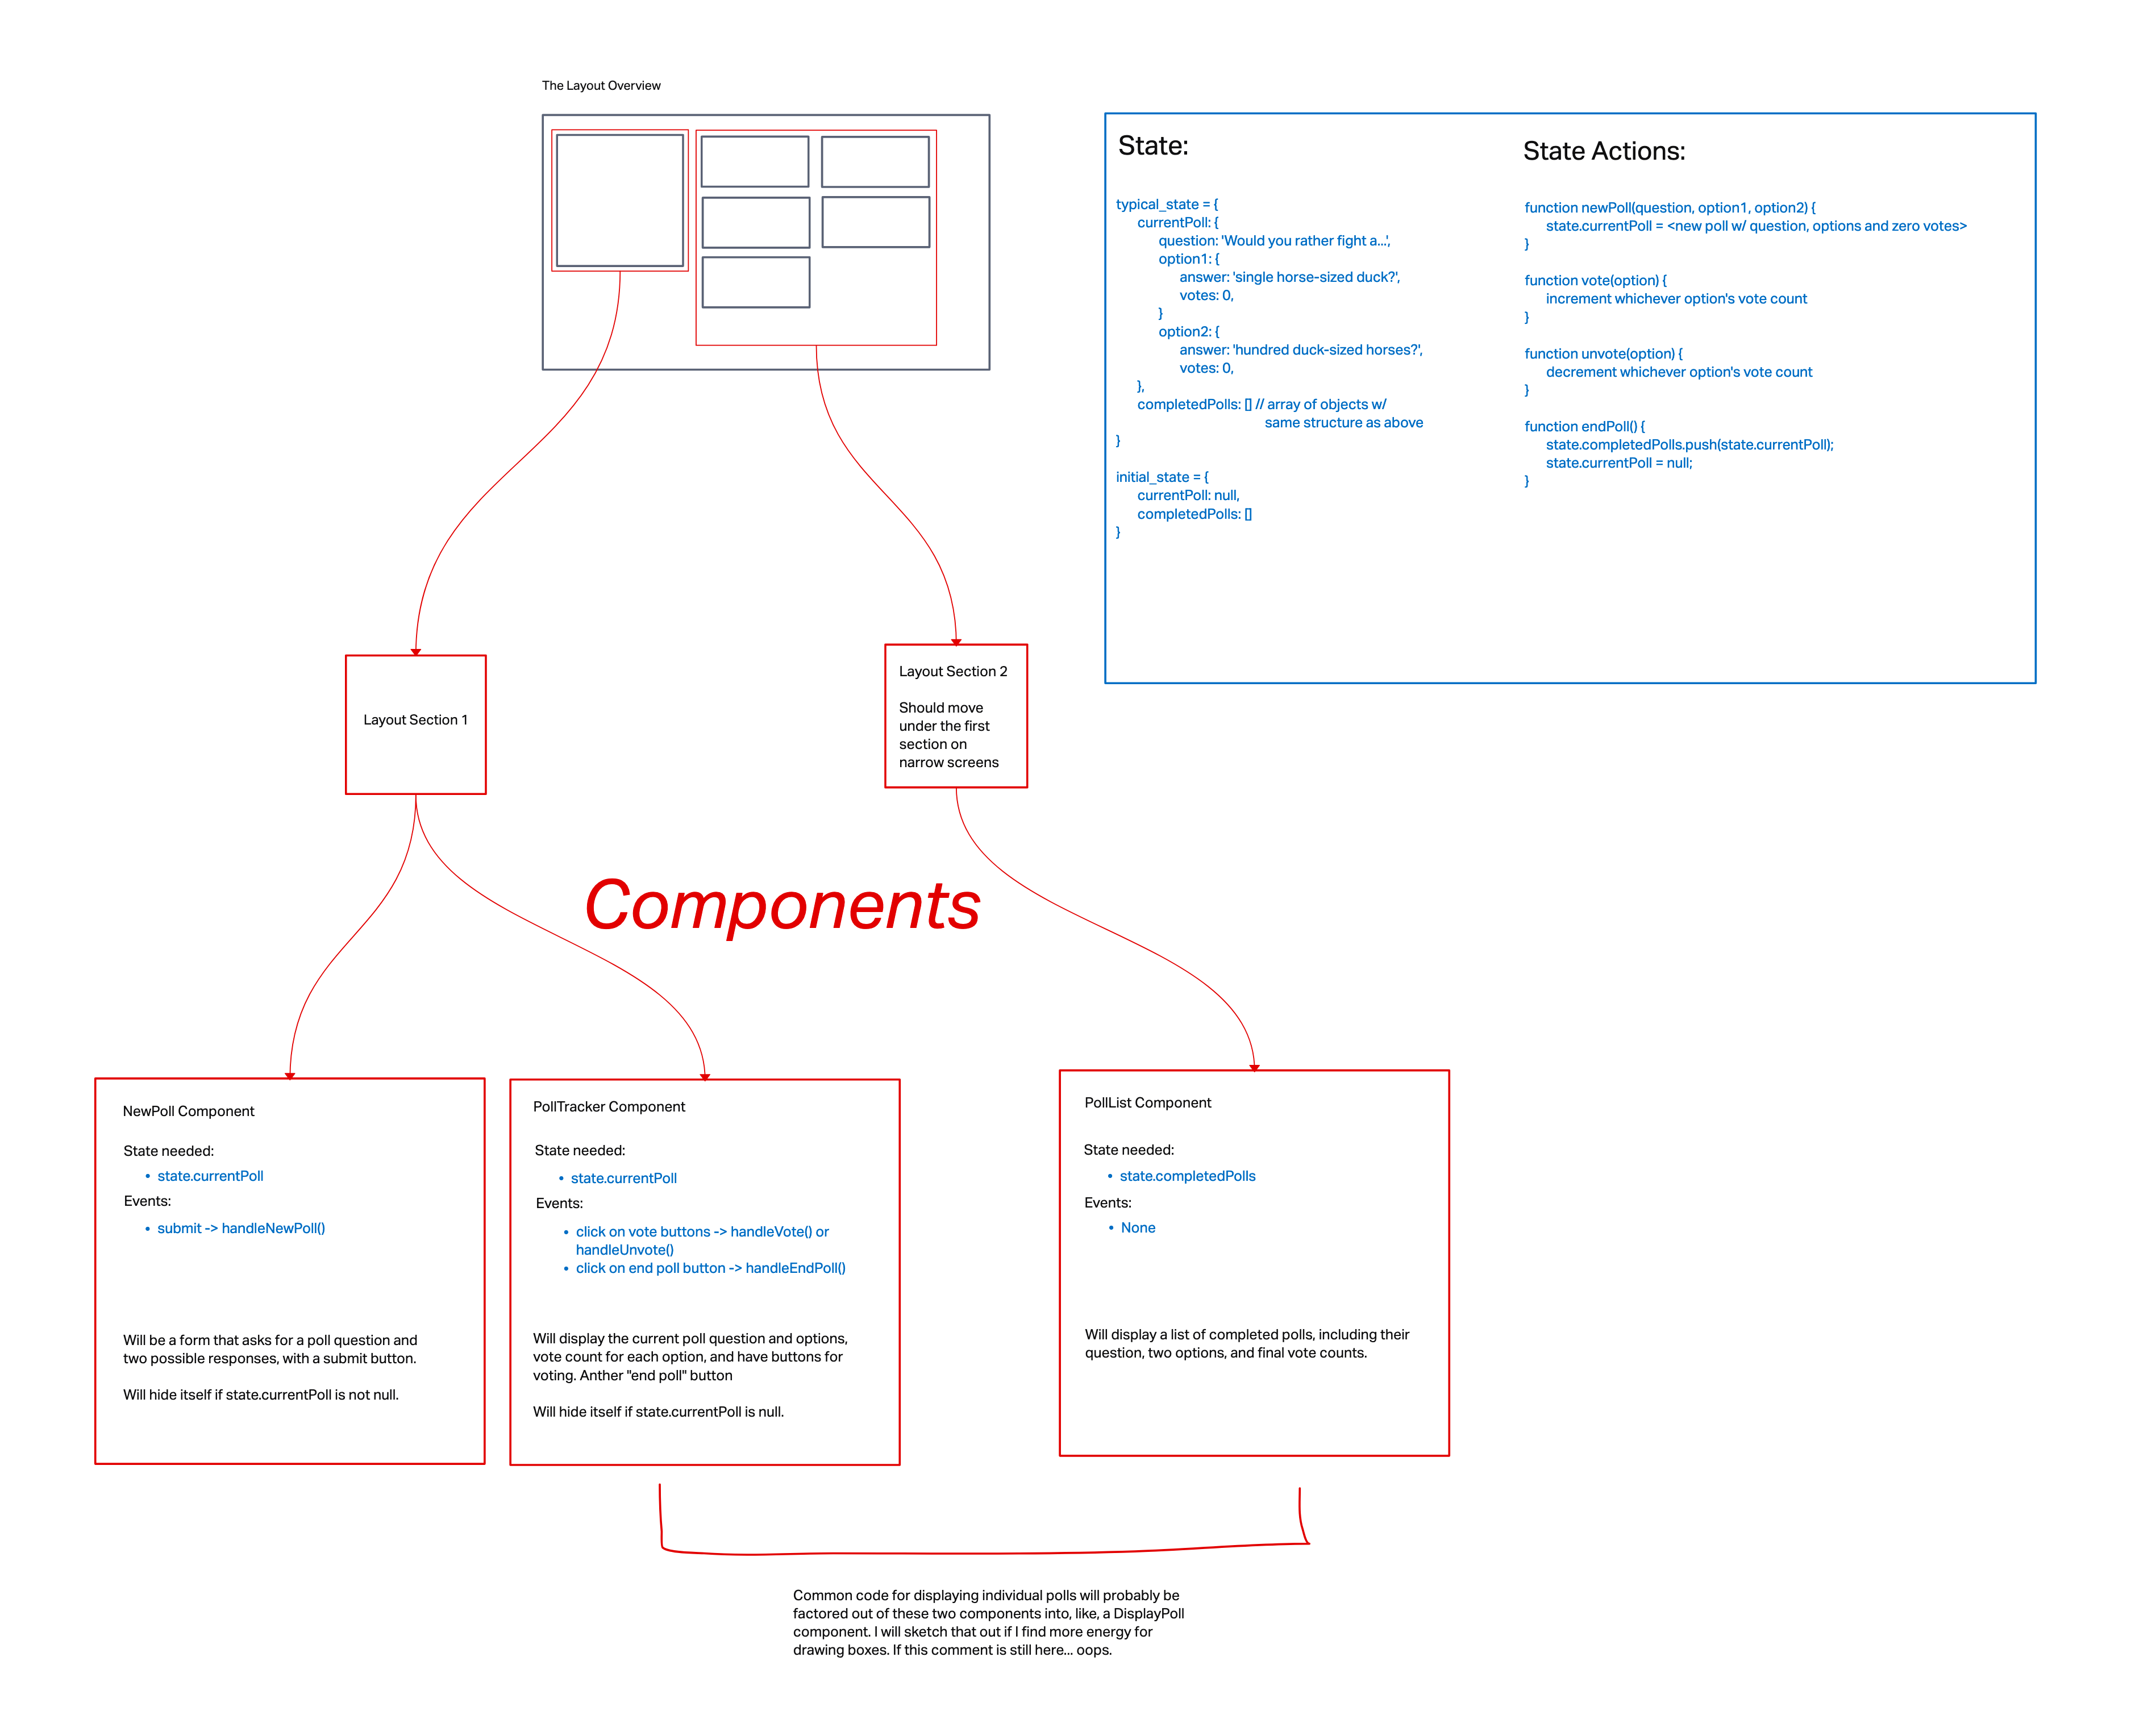 The Layout Overview
State:
typical_state = {
currentPoll: {
question: 'Would you rather fight a...',
option1: {
answer: 'single horse-sized duck?',
votes: 0,
}
option2: {
answer: 'hundred duck-sized horses?',
votes: 0,
},
completedPolls: [] // array of objects w/
same structure as above
}
initial_state = {
currentPoll: null,
completedPolls: []
}
State Actions:
function newPoll(question, option1, option2) {
state.currentPoll = <new poll w/ question, options and zero votes>
}
function vote(option) {
increment whichever option's vote count
}
function unvote(option) {
decrement whichever option's vote count
}
function endPoll() {
state.completedPolls.push(state.currentPoll);
state.currentPoll = null;
}
Layout Section 1
Layout Section 2
Should move
under the first
section on
narrow screens
Components
NewPoll Component
State needed:
• state.currentPoll
Events:
• submit -> handleNewPoll()
Will be a form that asks for a poll question and
two possible responses, with a submit button.
Will hide itself if state.currentPoll is not null.
PollTracker Component
State needed:
• state.currentPoll
Events:
• click on vote buttons -> handleVote() or
handleUnvote()
• click on end poll button -> handleEndPoll()
Will display the current poll question and options,
vote count for each option, and have buttons for
voting. Anther "end poll" button
Will hide itself if state.currentPoll is null.
PollList Component
State needed:
• state.completedPolls
Events:
• None
Will display a list of completed polls, including their
question, two options, and final vote counts.
Common code for displaying individual polls will probably be
factored out of these two components into, like, a DisplayPoll
component. I will sketch that out if I find more energy for
drawing boxes. If this comment is still here... oops.